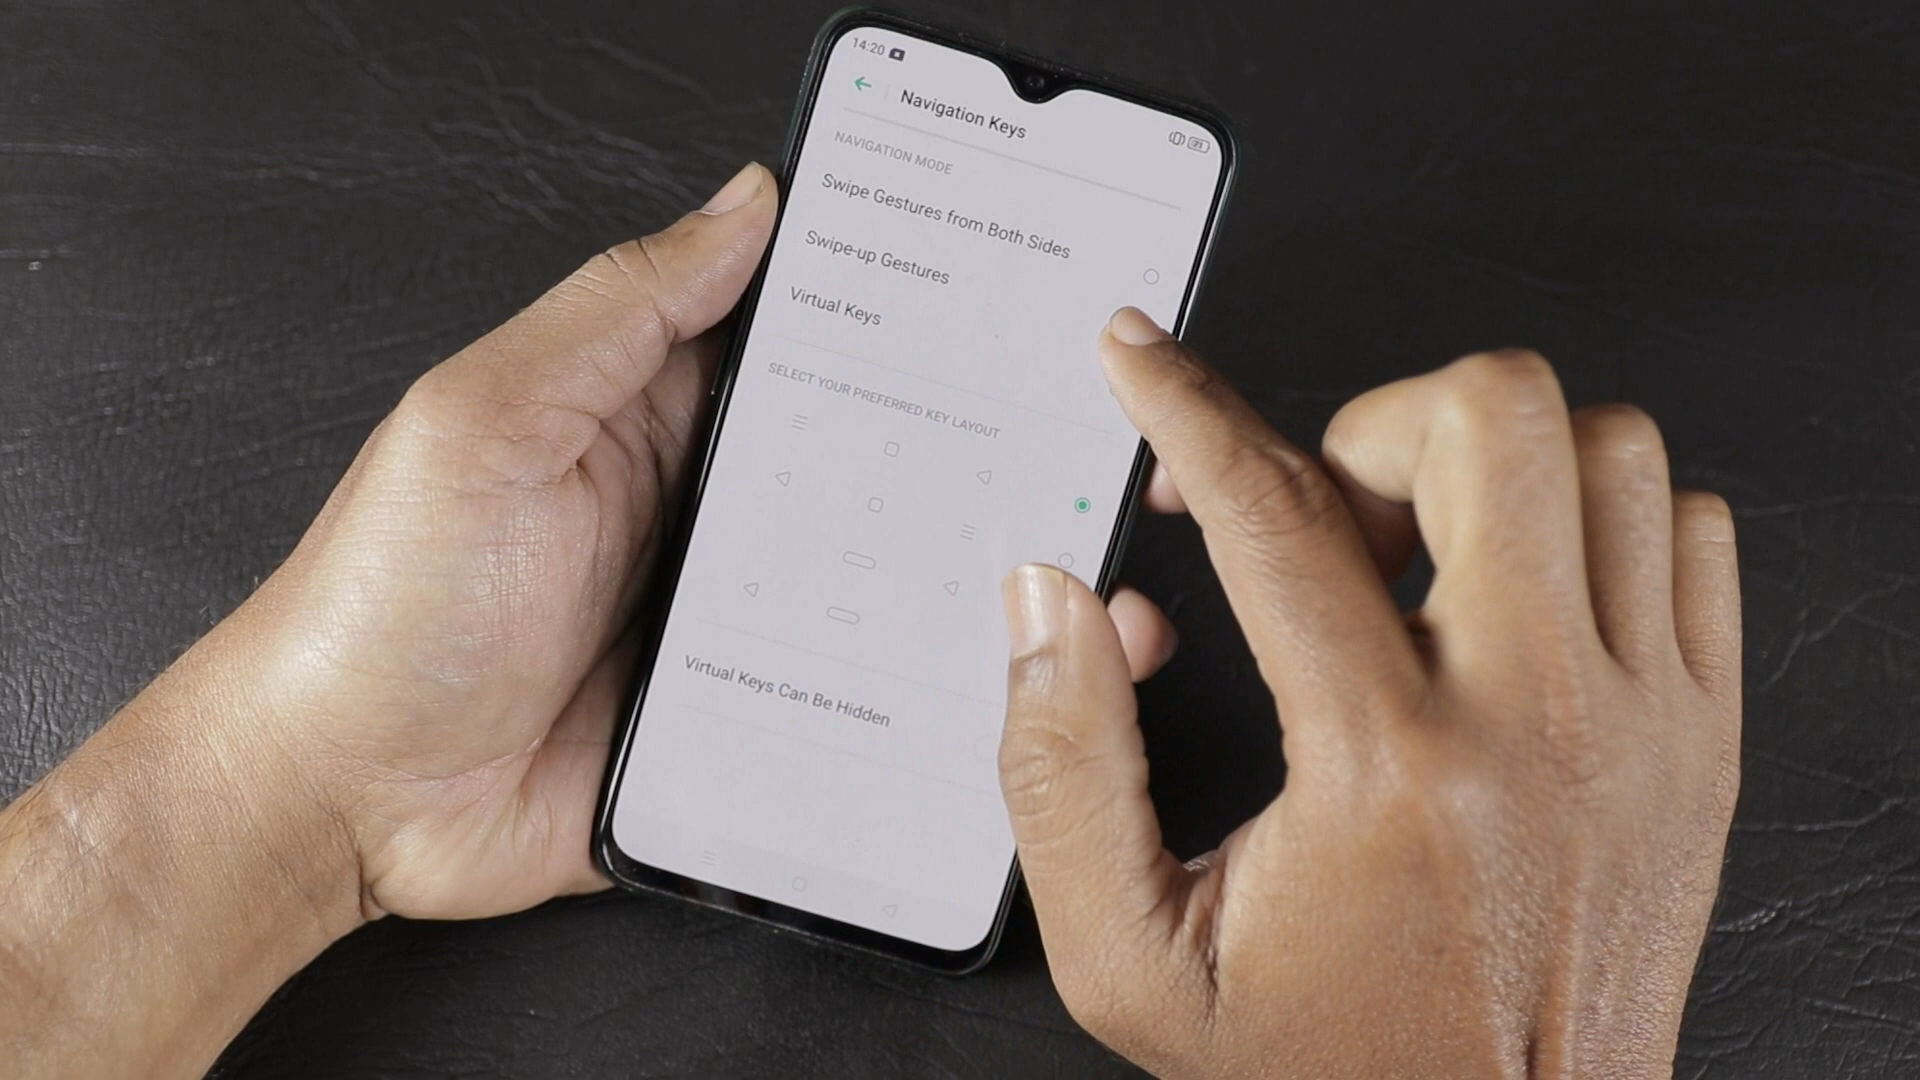 14:20
Navigation Keys
NAVIGATION MODE
Swipe Gestures from Both Sides
Swipe-up Gestures
Virtual Keys
SELECT YOUR PREFERRED KEY LAYOUT
Virtual Keys Can Be Hidden